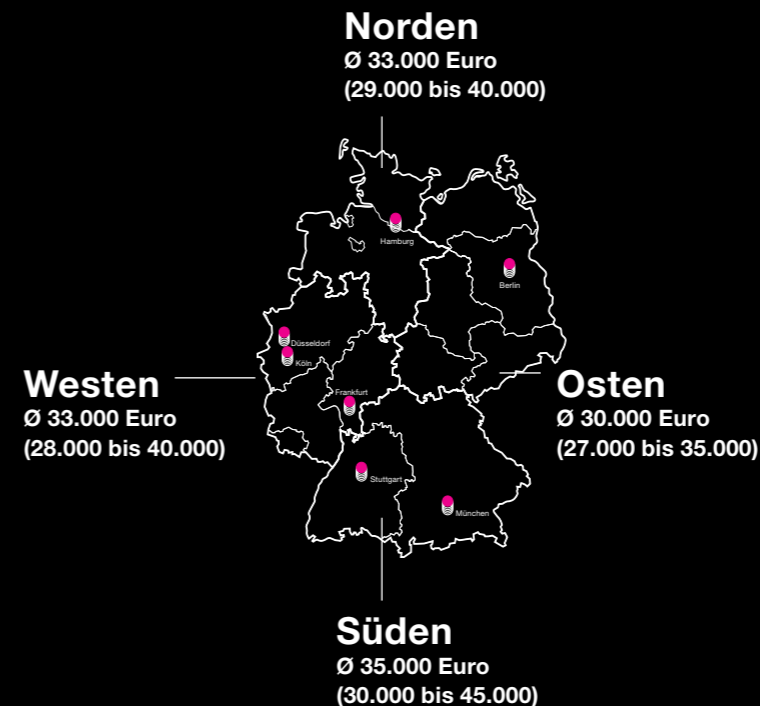 Norden
Ø 33.000 Euro
(29.000 bis 40.000)
Hamburg
Berlin
Düsseldorf
Köln
Westen
Ø 33.000 Euro
(28.000 bis 40.000)
Frankfurt
Osten
Ø 30.000 Euro
(27.000 bis 35.000)
Stuttgart
München
Süden
Ø 35.000 Euro
(30.000 bis 45.000)